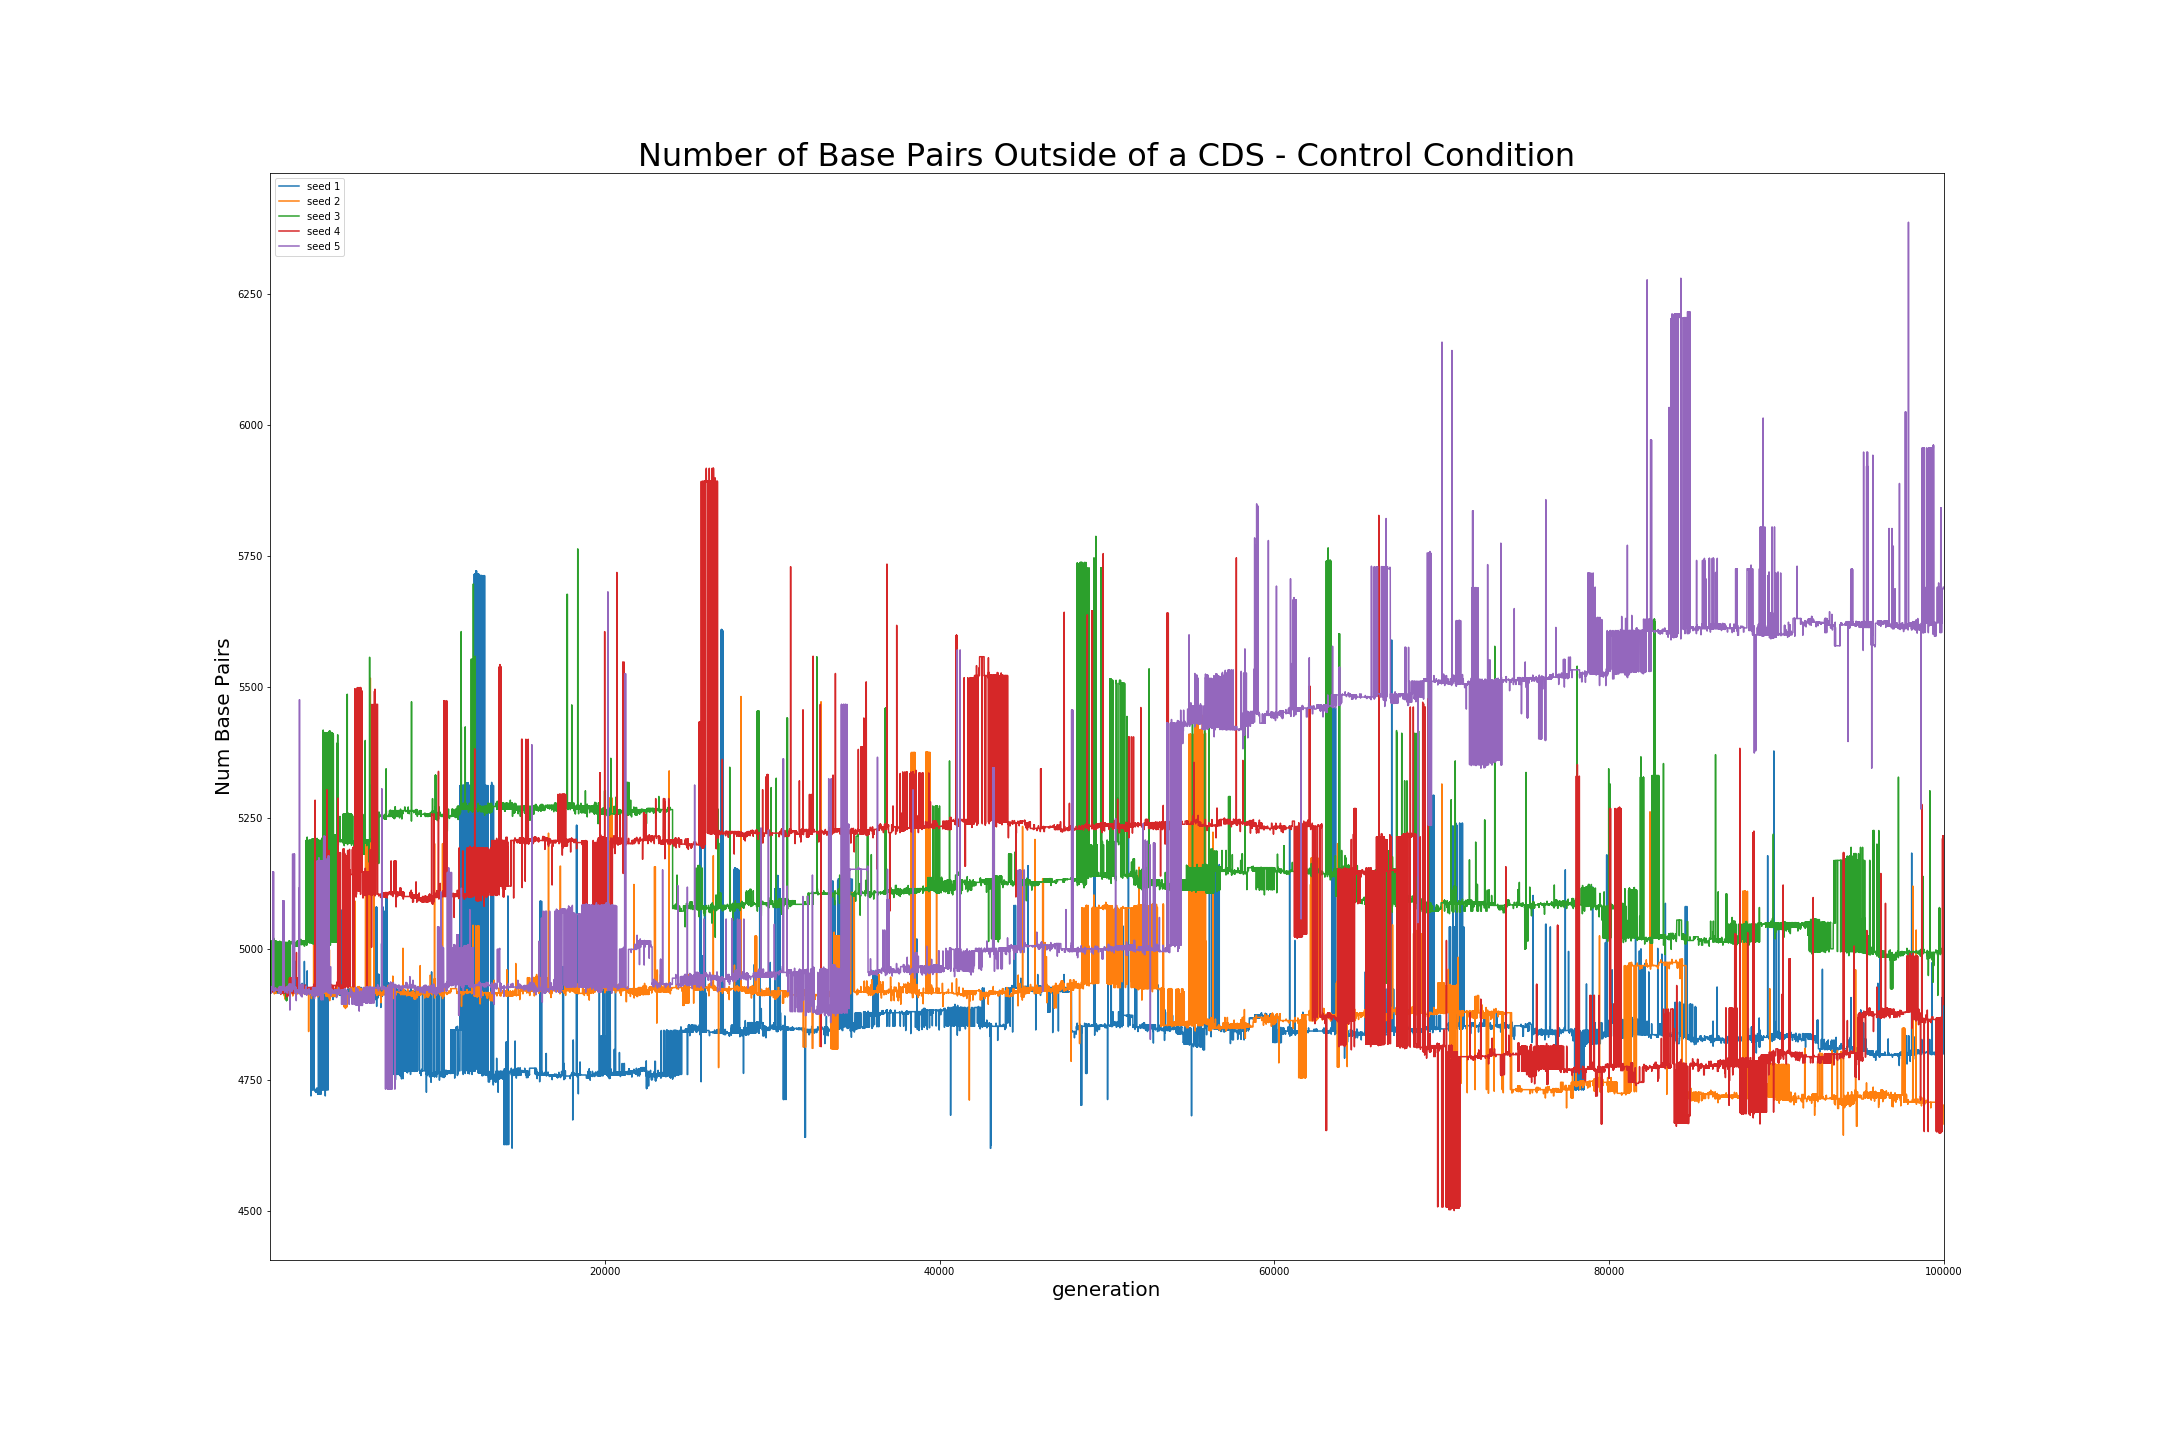 Number of Base Pairs Outside of a CDS - Control Condition
seed 1
seed 2
seed 3
seed 4
seed 5
6250
6000
5750
5500
5250
5000
4750
4500
Num Base Pairs
20000
40000
60000
80000
100000
generation